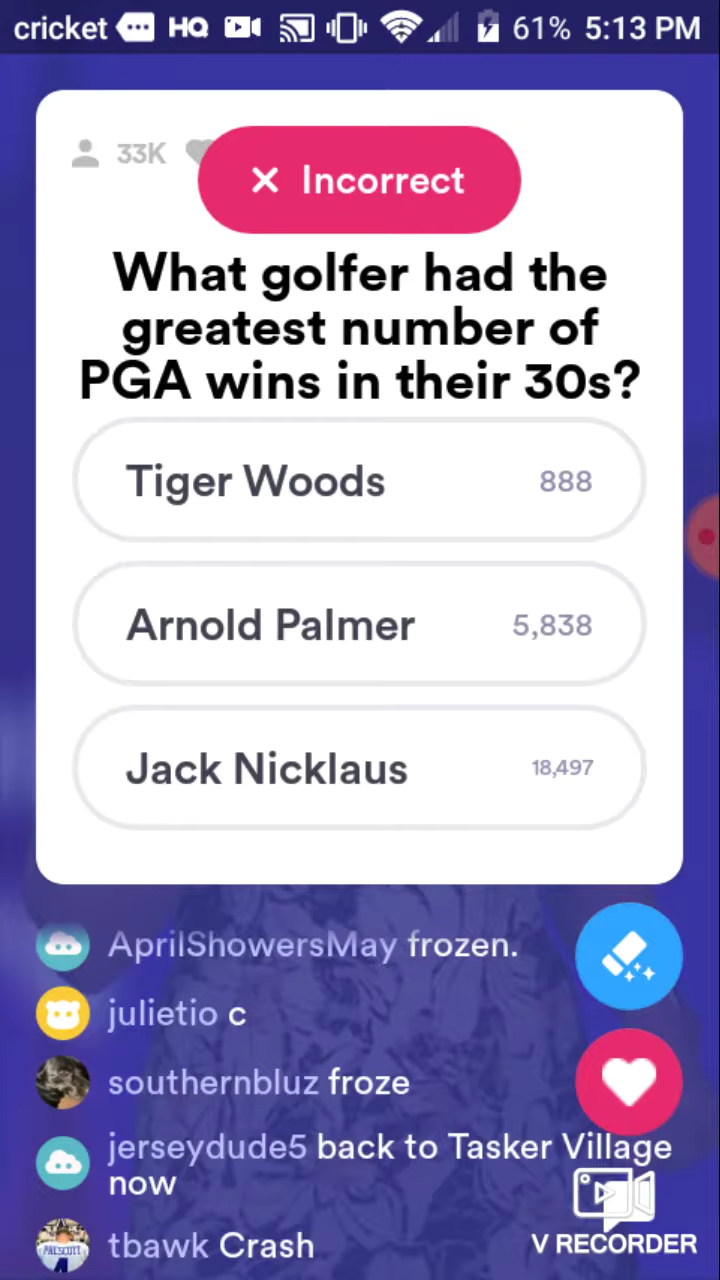 cricket HQ 61% 5:13 PM
33K
Incorrect
What golfer had the
greatest number of
PGA wins in their 30s?
Tiger Woods 888
Arnold Palmer 5,838
Jack Nicklaus 18,497
AprilShowersMay frozen.
julietio c
southernbluz froze
jerseydude5 back to Tasker Village
now
PRESCOTT
tbawk Crash
V RECORDER